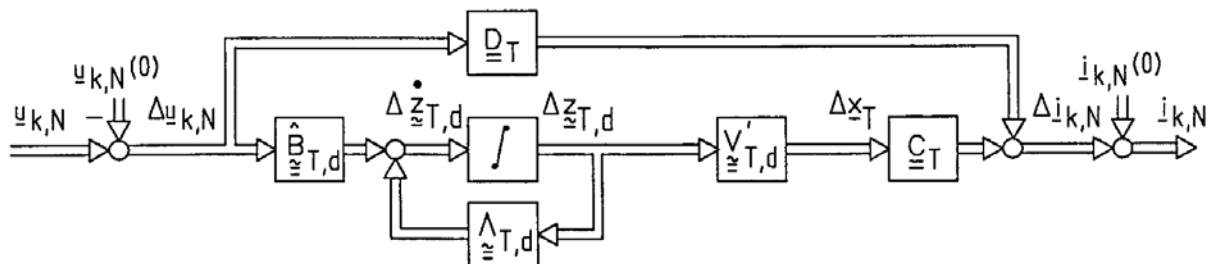 D_T
u_k,N(0)
i_k,N(0)
u_k,N
−
Δu_k,N
Δż_T,d
Δz_T,d
Δx_T
Δi_k,N
i_k,N
B̂_T,d
∫
V'_T,d
C_T
Λ_T,d